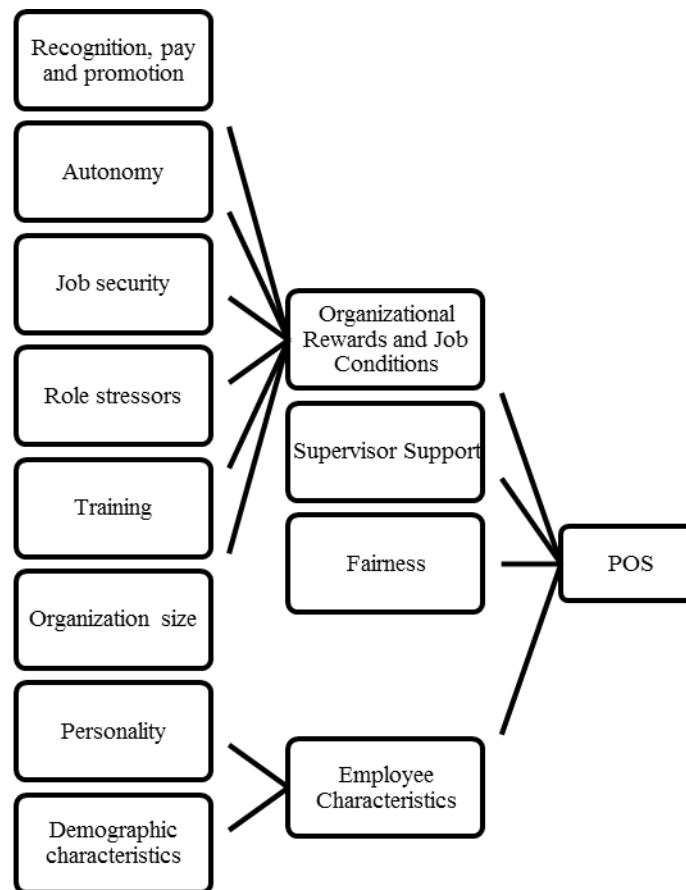 Recognition, pay
and promotion
Autonomy
Job security
Role stressors
Training
Organization size
Personality
Demographic
characteristics
Organizational
Rewards and Job
Conditions
Supervisor Support
Fairness
Employee
Characteristics
POS